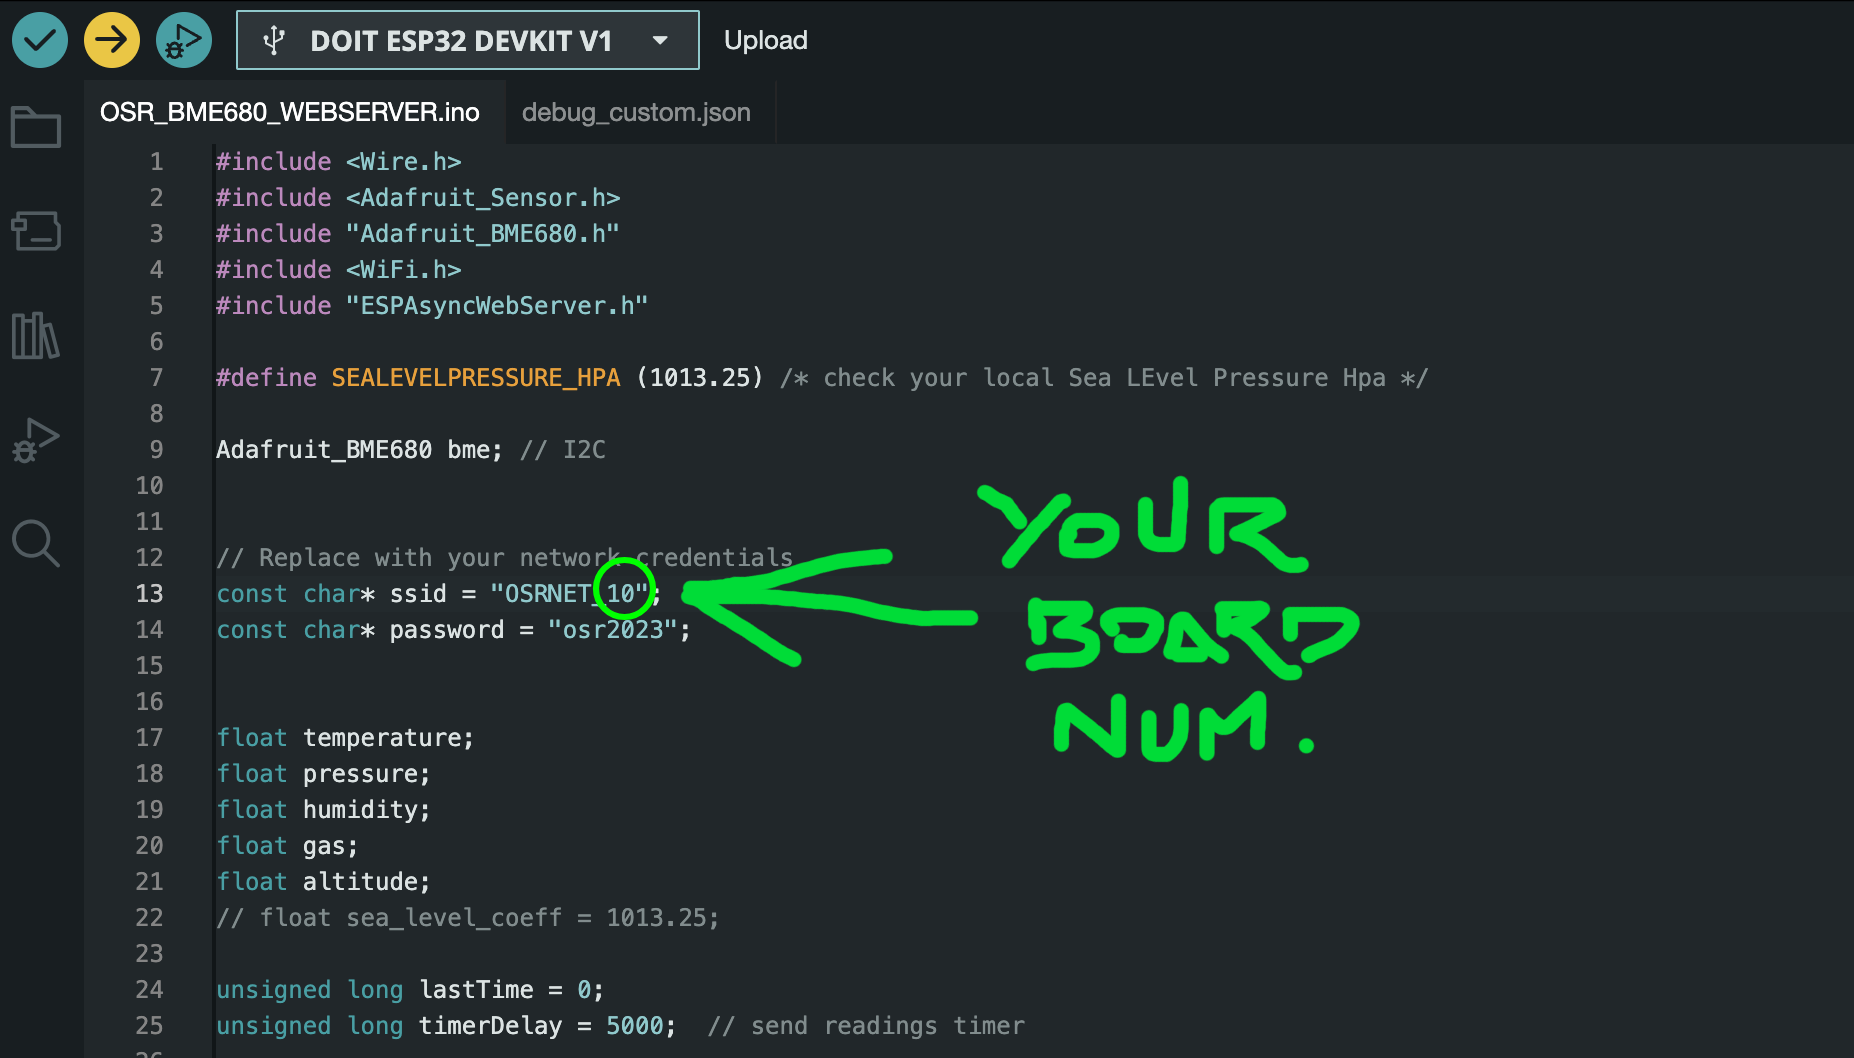 DOIT ESP32 DEVKIT V1
Upload
OSR_BME680_WEBSERVER.ino
debug_custom.json
1 #include <Wire.h>
2 #include <Adafruit_Sensor.h>
3 #include "Adafruit_BME680.h"
4 #include <WiFi.h>
5 #include "ESPAsyncWebServer.h"
6
7 #define SEALEVELPRESSURE_HPA (1013.25) /* check your local Sea LEvel Pressure Hpa */
8
9 Adafruit_BME680 bme; // I2C
10
11
12 // Replace with your network credentials
13 const char* ssid = "OSRNET_10";
14 const char* password = "osr2023";
15
16
17 float temperature;
18 float pressure;
19 float humidity;
20 float gas;
21 float altitude;
22 // float sea_level_coeff = 1013.25;
23
24 unsigned long lastTime = 0;
25 unsigned long timerDelay = 5000;  // send readings timer
YOUR
BOARD
NUM.